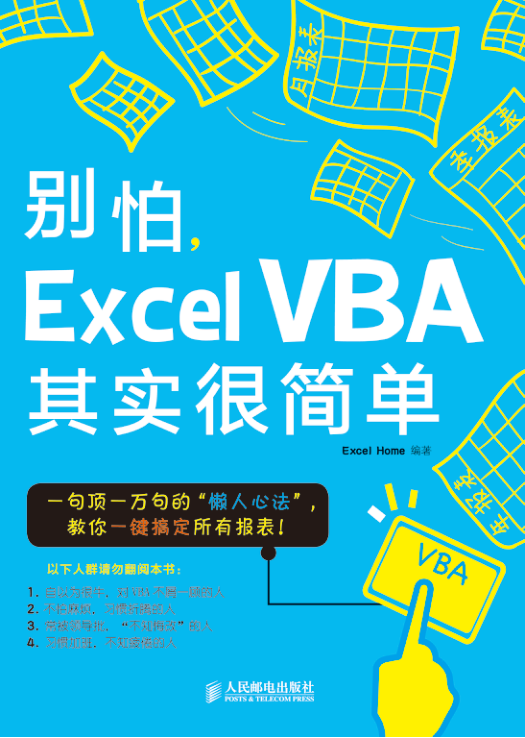 月报表
季报表
别怕,
Excel VBA
其实很简单
Excel Home 编著
年报表
一句顶一万句的“懒人心法”,
教你一键搞定所有报表!
VBA
以下人群请勿翻阅本书:
1.
2.
3.
4.
人民邮电出版社
POSTS & TELECOM PRESS